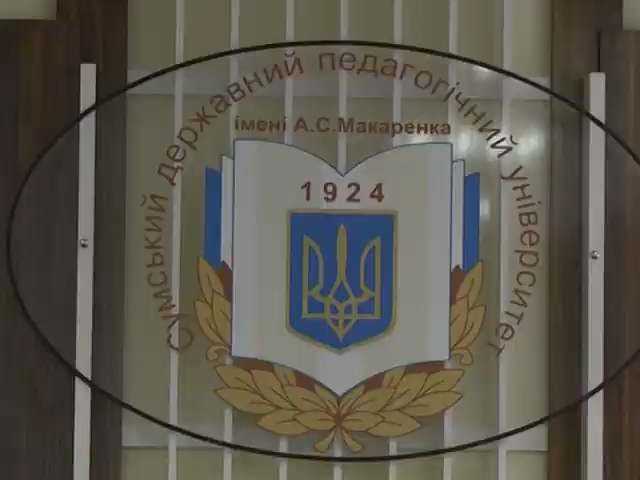 Сумський державний педагогічний університет
імені А.С.Макаренка
1924